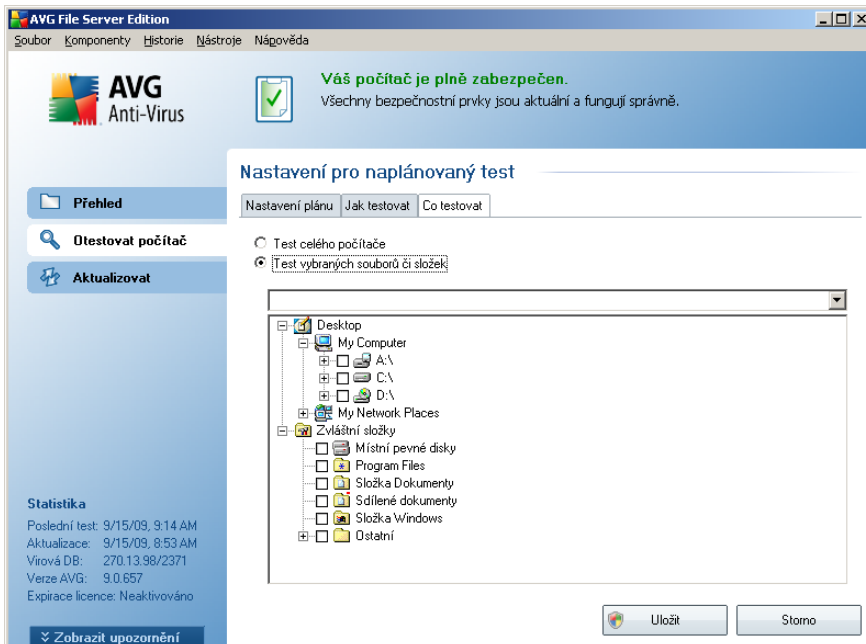 AVG File Server Edition
Soubor Komponenty Historie Nástroje Nápověda
AVG
Anti-Virus
Váš počítač je plně zabezpečen.
Všechny bezpečnostní prvky jsou aktuální a fungují správně.
Nastavení pro naplánovaný test
Přehled
Otestovat počítač
Aktualizovat
Nastavení plánu Jak testovat Co testovat
Test celého počítače
Test vybraných souborů či složek
Desktop
My Computer
A:\
C:\
D:\
My Network Places
Zvláštní složky
Místní pevné disky
Program Files
Složka Dokumenty
Sdílené dokumenty
Složka Windows
Ostatní
Statistika
Poslední test: 9/15/09, 9:14 AM
Aktualizace: 9/15/09, 8:53 AM
Virová DB: 270.13.98/2371
Verze AVG: 9.0.657
Expirace licence: Neaktivováno
Zobrazit upozornění
Uložit Storno